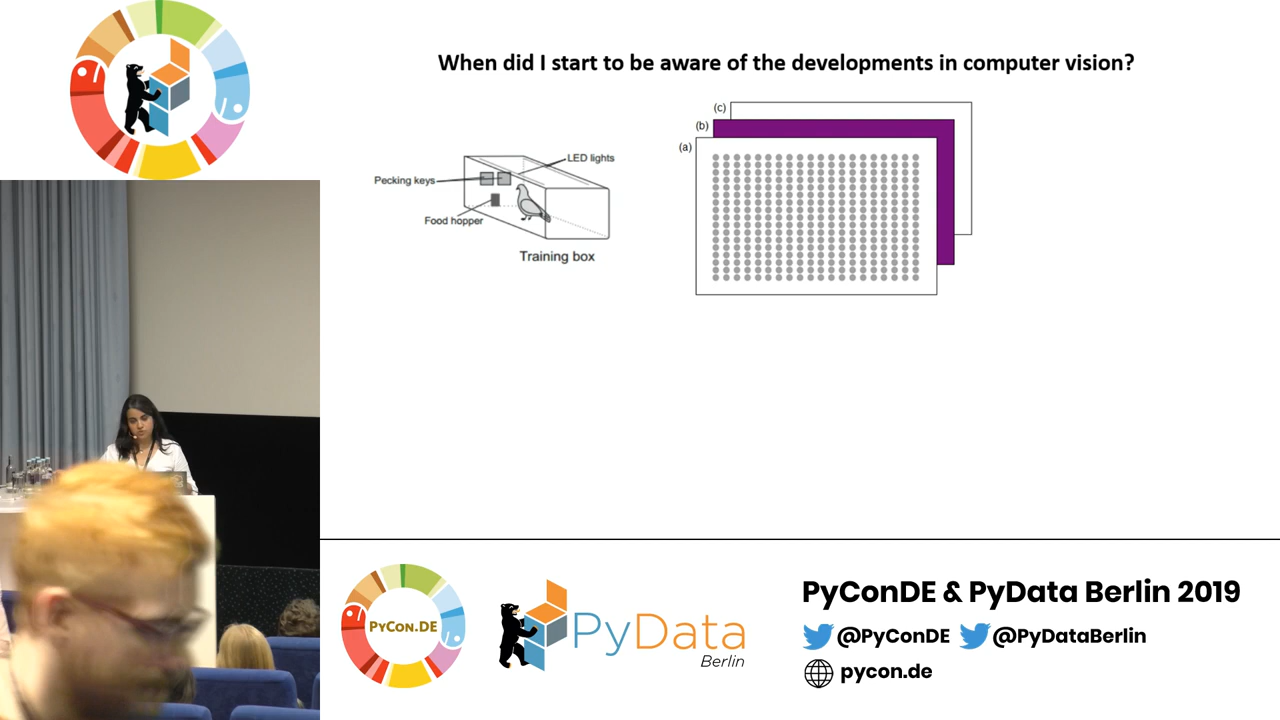 When did I start to be aware of the developments in computer vision?
(c)
(b)
(a)
LED lights
Pecking keys
Food hopper
Training box
PyCon.DE
PyData
Berlin
PyConDE & PyData Berlin 2019
@PyConDE @PyDataBerlin
pycon.de